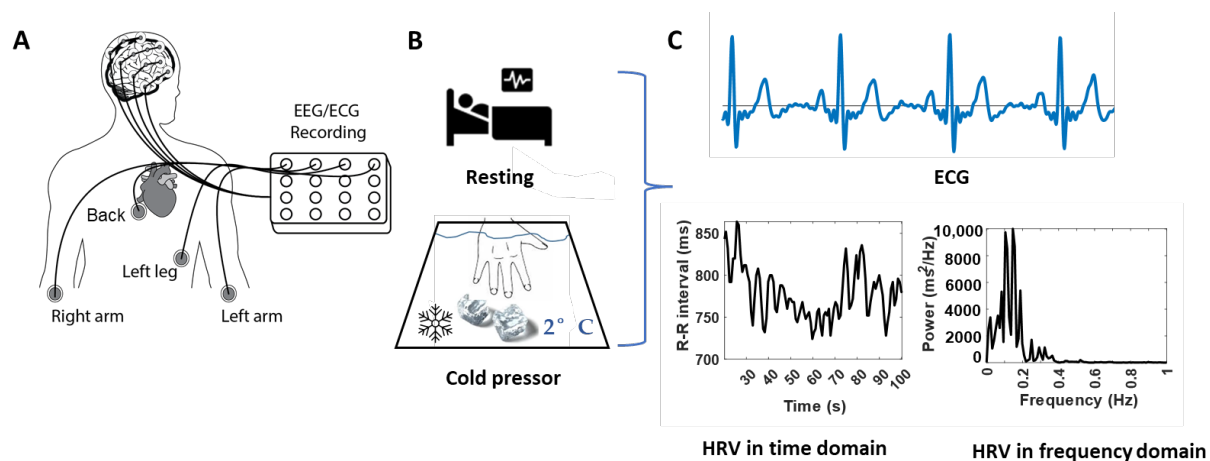 A
EEG/ECG
Recording
Back
Left leg
Right arm
Left arm
B
Resting
2° C
Cold pressor
C
ECG
R-R interval (ms)
850
800
750
700
30 40 50 60 70 80 90 100
Time (s)
HRV in time domain
Power (ms²/Hz)
10,000
8000
6000
4000
2000
0
0 0.2 0.4 0.6 0.8 1
Frequency (Hz)
HRV in frequency domain